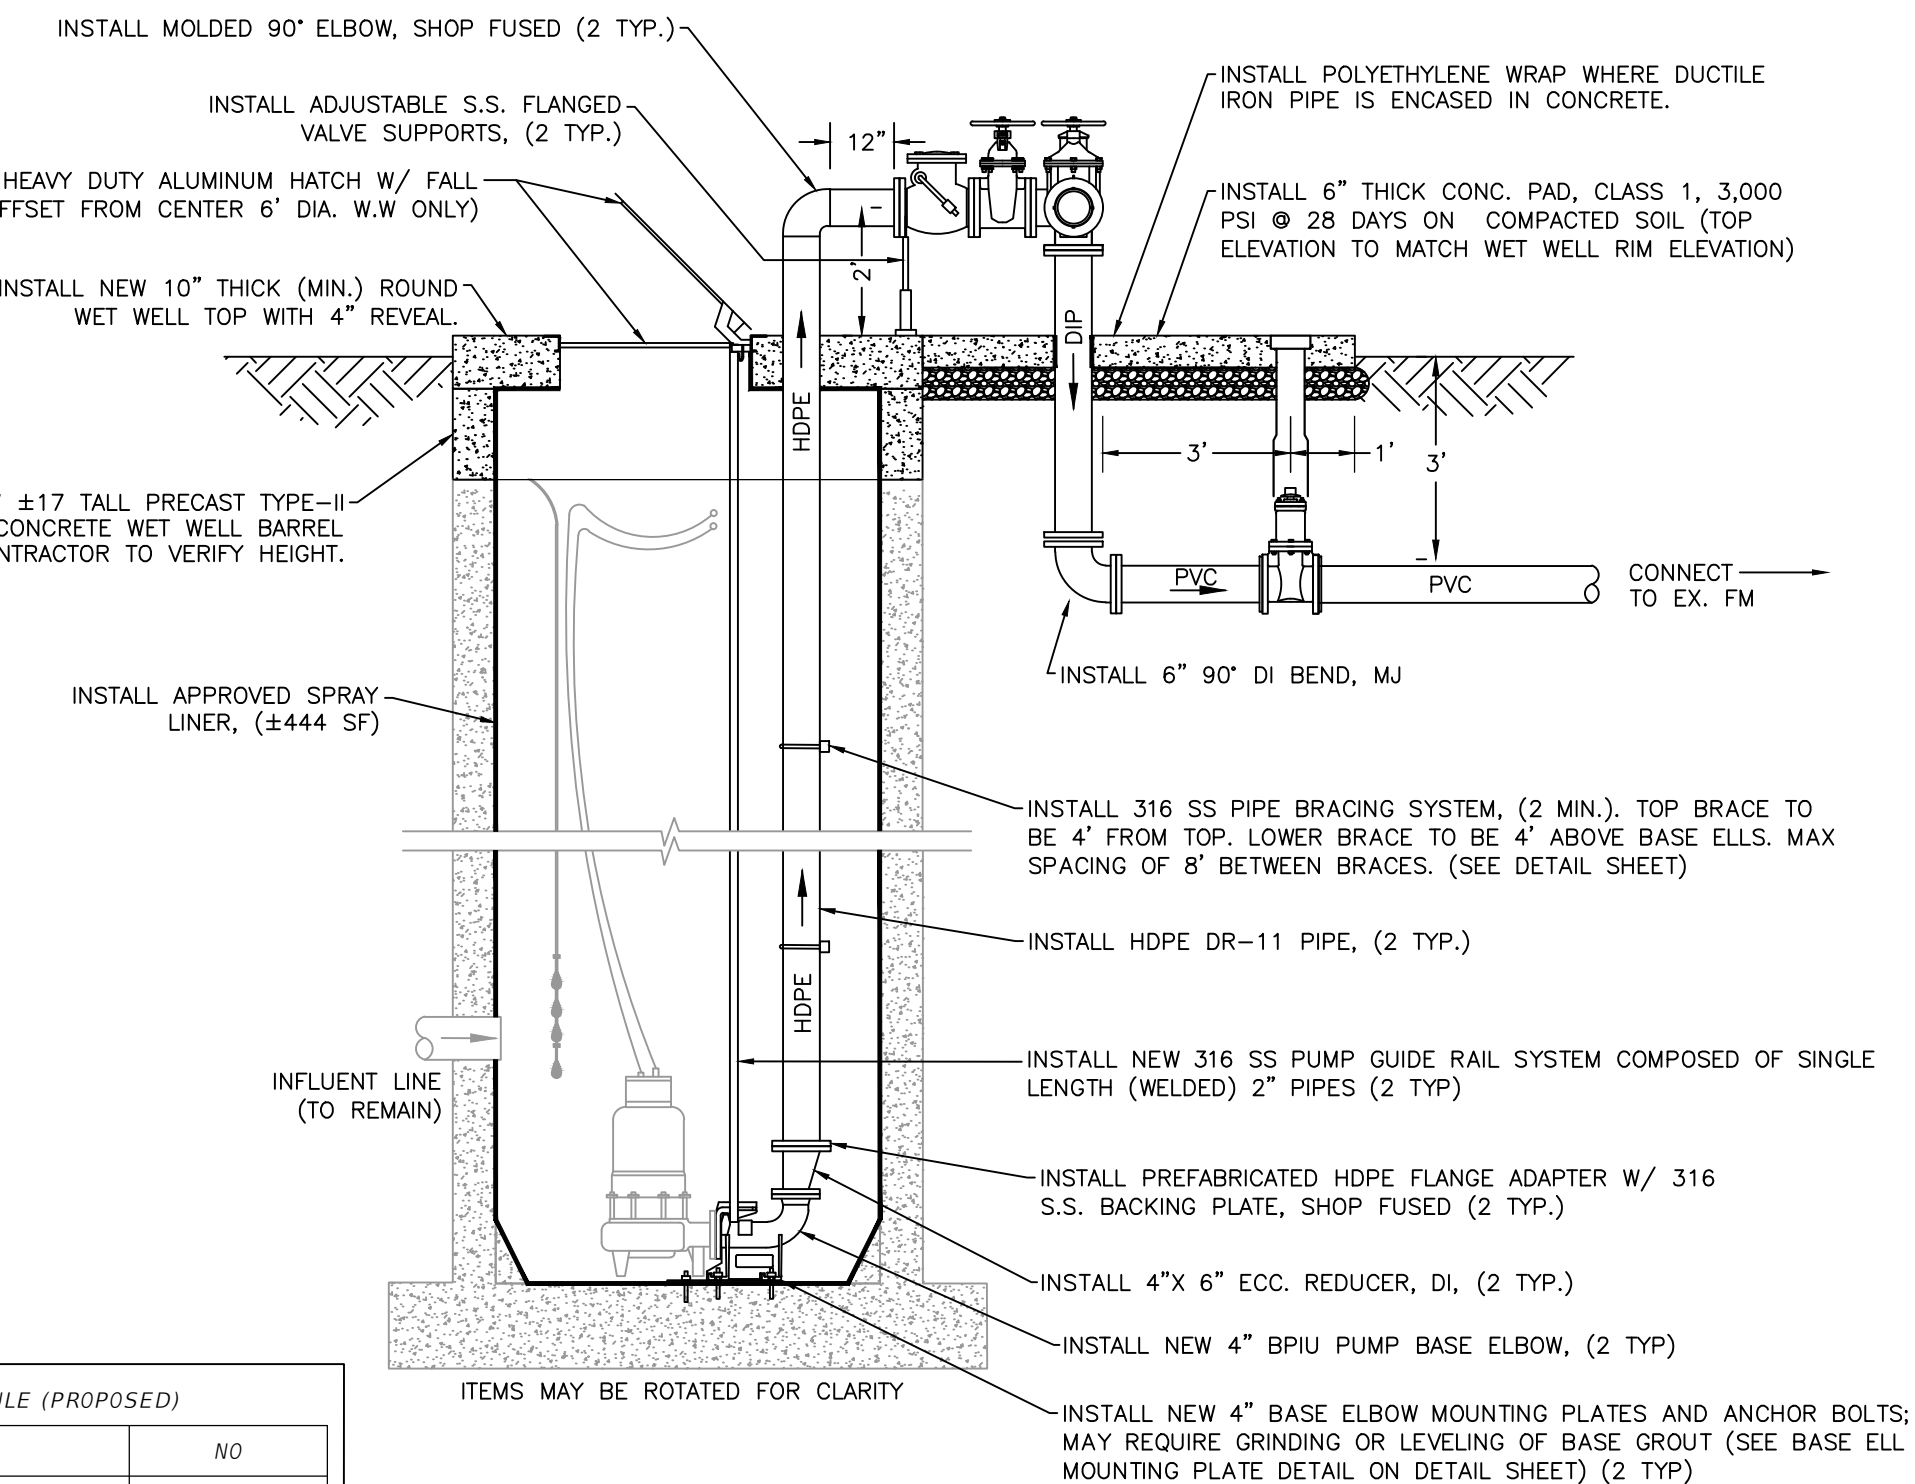 INSTALL MOLDED 90° ELBOW, SHOP FUSED (2 TYP.)
INSTALL ADJUSTABLE S.S. FLANGED
VALVE SUPPORTS, (2 TYP.)
HEAVY DUTY ALUMINUM HATCH W/ FALL
FFSET FROM CENTER 6' DIA. W.W ONLY)
INSTALL NEW 10" THICK (MIN.) ROUND
WET WELL TOP WITH 4" REVEAL.
±17 TALL PRECAST TYPE-II
CONCRETE WET WELL BARREL
NTRACTOR TO VERIFY HEIGHT.
INSTALL APPROVED SPRAY
LINER, (±444 SF)
INFLUENT LINE
(TO REMAIN)
12"
2'
HDPE
HDPE
DIP
3'
1'
3'
PVC
PVC
INSTALL POLYETHYLENE WRAP WHERE DUCTILE
IRON PIPE IS ENCASED IN CONCRETE.
INSTALL 6" THICK CONC. PAD, CLASS 1, 3,000
PSI @ 28 DAYS ON COMPACTED SOIL (TOP
ELEVATION TO MATCH WET WELL RIM ELEVATION)
CONNECT
TO EX. FM
INSTALL 6" 90° DI BEND, MJ
INSTALL 316 SS PIPE BRACING SYSTEM, (2 MIN.). TOP BRACE TO
BE 4' FROM TOP. LOWER BRACE TO BE 4' ABOVE BASE ELLS. MAX
SPACING OF 8' BETWEEN BRACES. (SEE DETAIL SHEET)
INSTALL HDPE DR-11 PIPE, (2 TYP.)
INSTALL NEW 316 SS PUMP GUIDE RAIL SYSTEM COMPOSED OF SINGLE
LENGTH (WELDED) 2" PIPES (2 TYP)
INSTALL PREFABRICATED HDPE FLANGE ADAPTER W/ 316
S.S. BACKING PLATE, SHOP FUSED (2 TYP.)
INSTALL 4"X 6" ECC. REDUCER, DI, (2 TYP.)
INSTALL NEW 4" BPIU PUMP BASE ELBOW, (2 TYP)
INSTALL NEW 4" BASE ELBOW MOUNTING PLATES AND ANCHOR BOLTS;
MAY REQUIRE GRINDING OR LEVELING OF BASE GROUT (SEE BASE ELL
MOUNTING PLATE DETAIL ON DETAIL SHEET) (2 TYP)
ITEMS MAY BE ROTATED FOR CLARITY
ULE (PROPOSED)
NO